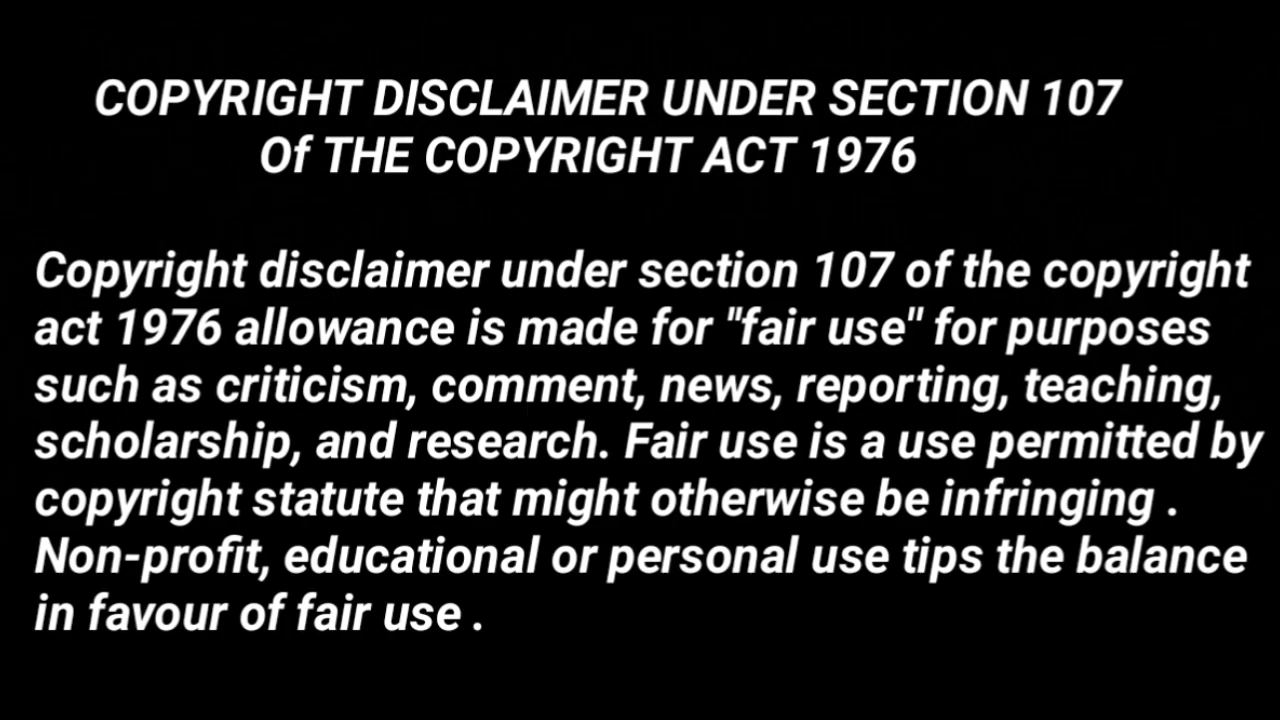 COPYRIGHT DISCLAIMER UNDER SECTION 107
Of THE COPYRIGHT ACT 1976
Copyright disclaimer under section 107 of the copyright
act 1976 allowance is made for "fair use" for purposes
such as criticism, comment, news, reporting, teaching,
scholarship, and research. Fair use is a use permitted by
copyright statute that might otherwise be infringing .
Non-profit, educational or personal use tips the balance
in favour of fair use .